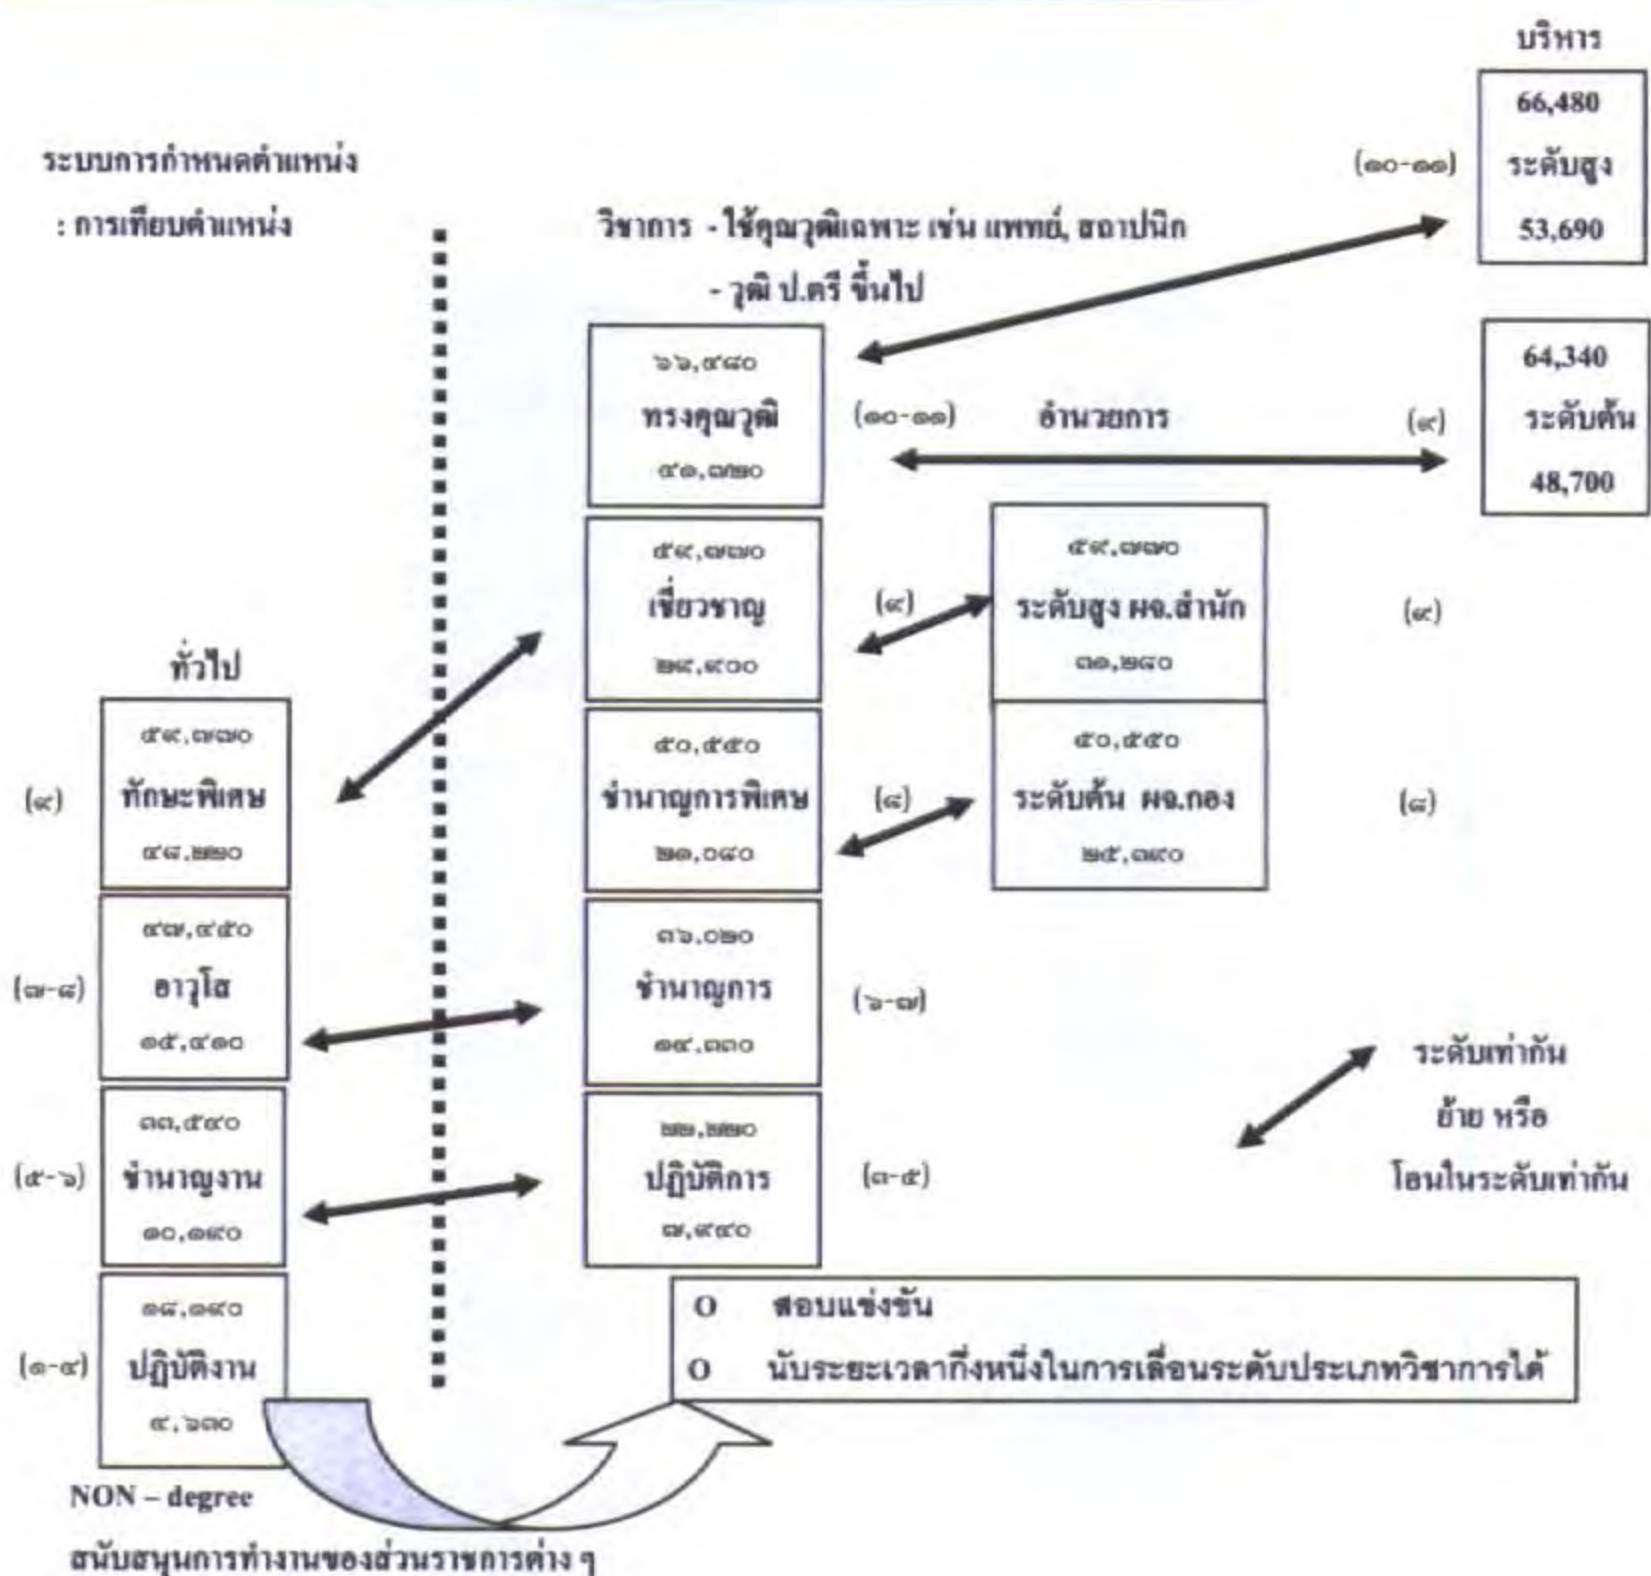 ระบบการกำหนดตำแหน่ง
: การเทียบตำแหน่ง
บริหาร
66,480
(๑๐-๑๑) ระดับสูง
53,690
64,340
(๙) ระดับต้น
48,700
วิชาการ - ใช้คุณวุฒิเฉพาะ เช่น แพทย์, สถาปนิก
- วุฒิ ป.ตรี ขึ้นไป
๖๖,๔๘๐
ทรงคุณวุฒิ (๑๐-๑๑)
๔๑,๗๒๐
๕๙,๗๗๐
เชี่ยวชาญ (๙)
๒๙,๙๐๐
๕๐,๕๕๐
ชำนาญการพิเศษ (๘)
๒๑,๐๘๐
๓๖,๐๒๐
ชำนาญการ (๖-๗)
๑๔,๓๓๐
๒๒,๒๒๐
ปฏิบัติการ (๓-๕)
๗,๙๔๐
อำนวยการ
๕๙,๗๗๐
ระดับสูง ผอ.สำนัก (๙)
๓๑,๒๘๐
๕๐,๕๕๐
ระดับต้น ผอ.กอง (๘)
๒๕,๓๙๐
ทั่วไป
๕๙,๗๗๐
(๙) ทักษะพิเศษ
๔๘,๒๒๐
๔๗,๔๕๐
(๗-๘) อาวุโส
๑๕,๔๑๐
๓๓,๕๔๐
(๕-๖) ชำนาญงาน
๑๐,๑๙๐
๑๘,๑๙๐
(๑-๔) ปฏิบัติงาน
๔,๖๓๐
NON – degree
สนับสนุนการทำงานของส่วนราชการต่าง ๆ
ระดับเท่ากัน
ย้าย หรือ
โอนในระดับเท่ากัน
O สอบแข่งขัน
O นับระยะเวลากึ่งหนึ่งในการเลื่อนระดับประเภทวิชาการได้